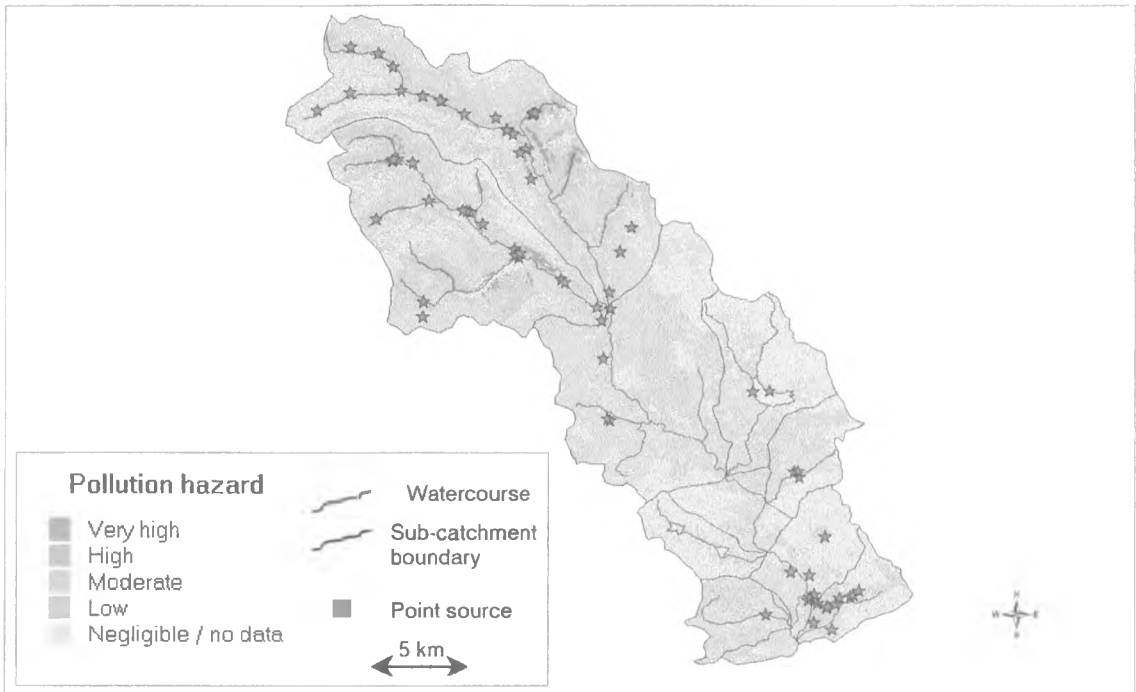 Pollution hazard
Very high
High
Moderate
Low
Negligible / no data
Watercourse
Sub-catchment
boundary
Point source
5 km
W
E